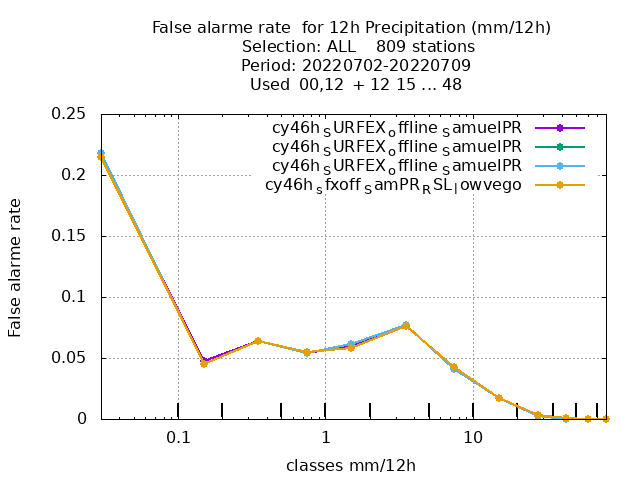 False alarme rate  for 12h Precipitation (mm/12h)
Selection: ALL    809 stations
Period: 20220702-20220709
Used  00,12  + 12 15 ... 48
0.25
cy46h_SURFEX_offline_SamuelPR
cy46h_SURFEX_offline_SamuelPR
0.2
cy46h_SURFEX_offline_SamuelPR
cy46h_sfxoff_SamPR_RSL_lowvego
0.15
0.1
0.05
0
False alarme rate
0.1
1
10
classes mm/12h